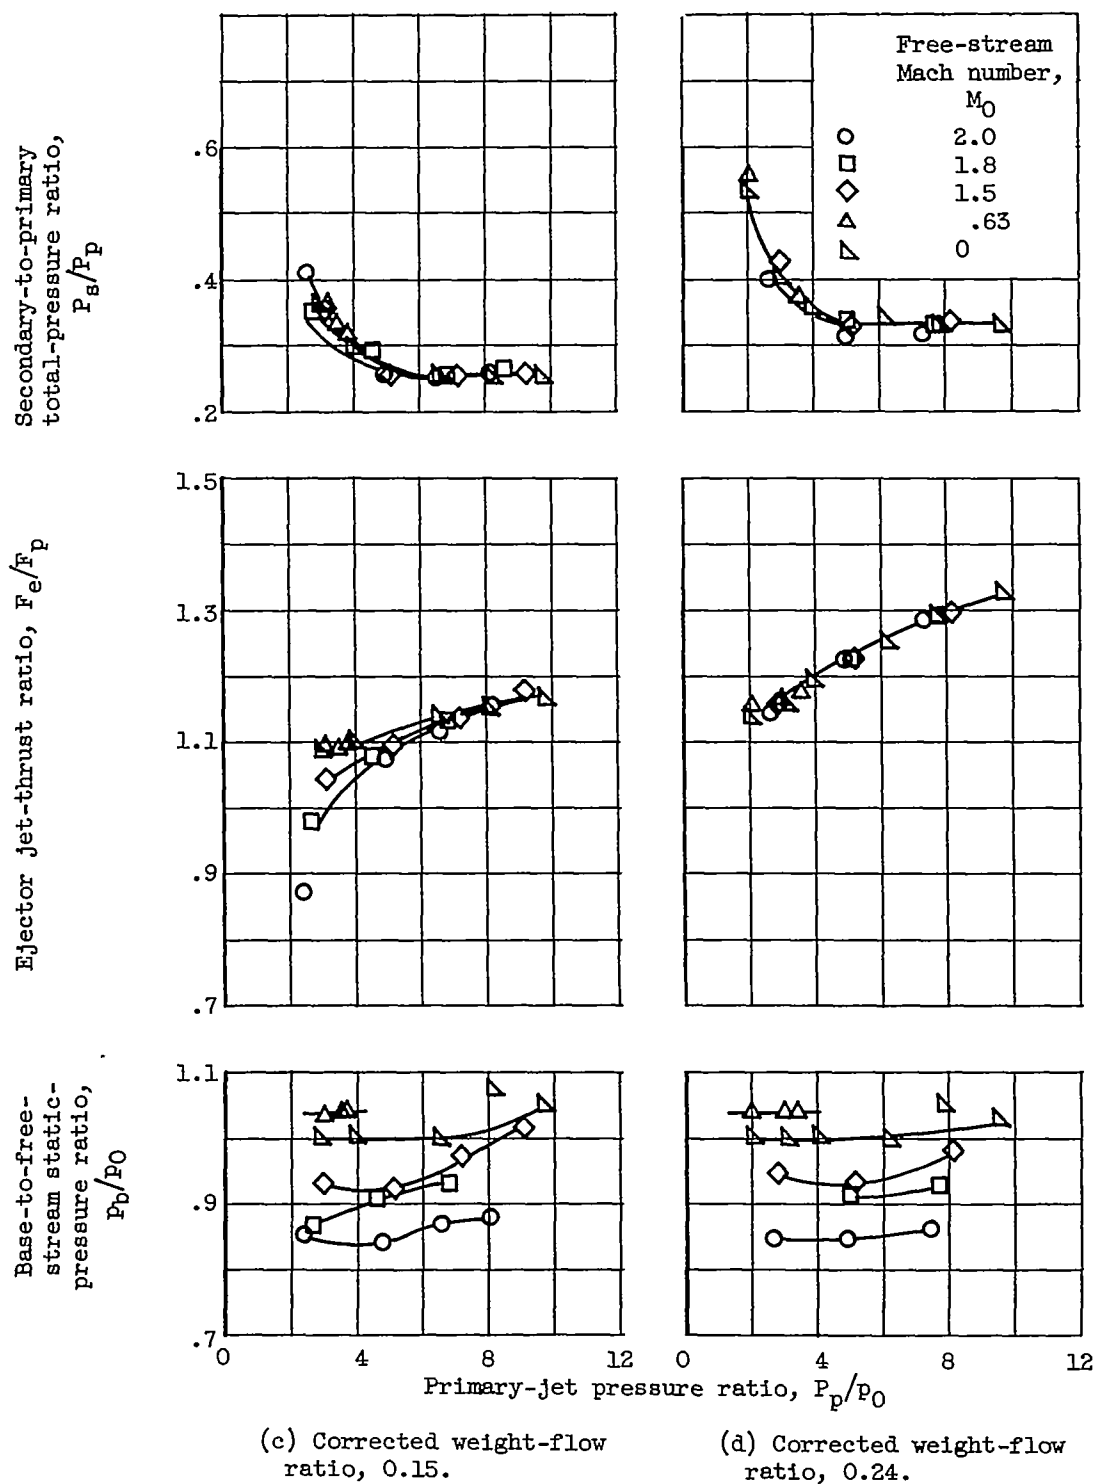 Free-stream
Mach number,
M0
2.0
1.8
1.5
.63
0
Secondary-to-primary
total-pressure ratio,
Ps/Pp
.6
.4
.2
Ejector jet-thrust ratio, Fe/Fp
1.5
1.3
1.1
.9
.7
Base-to-free-
stream static-
pressure ratio,
pb/p0
1.1
.9
.7
0 4 8 12
0 4 8 12
Primary-jet pressure ratio, Pp/p0
(c) Corrected weight-flow
ratio, 0.15.
(d) Corrected weight-flow
ratio, 0.24.